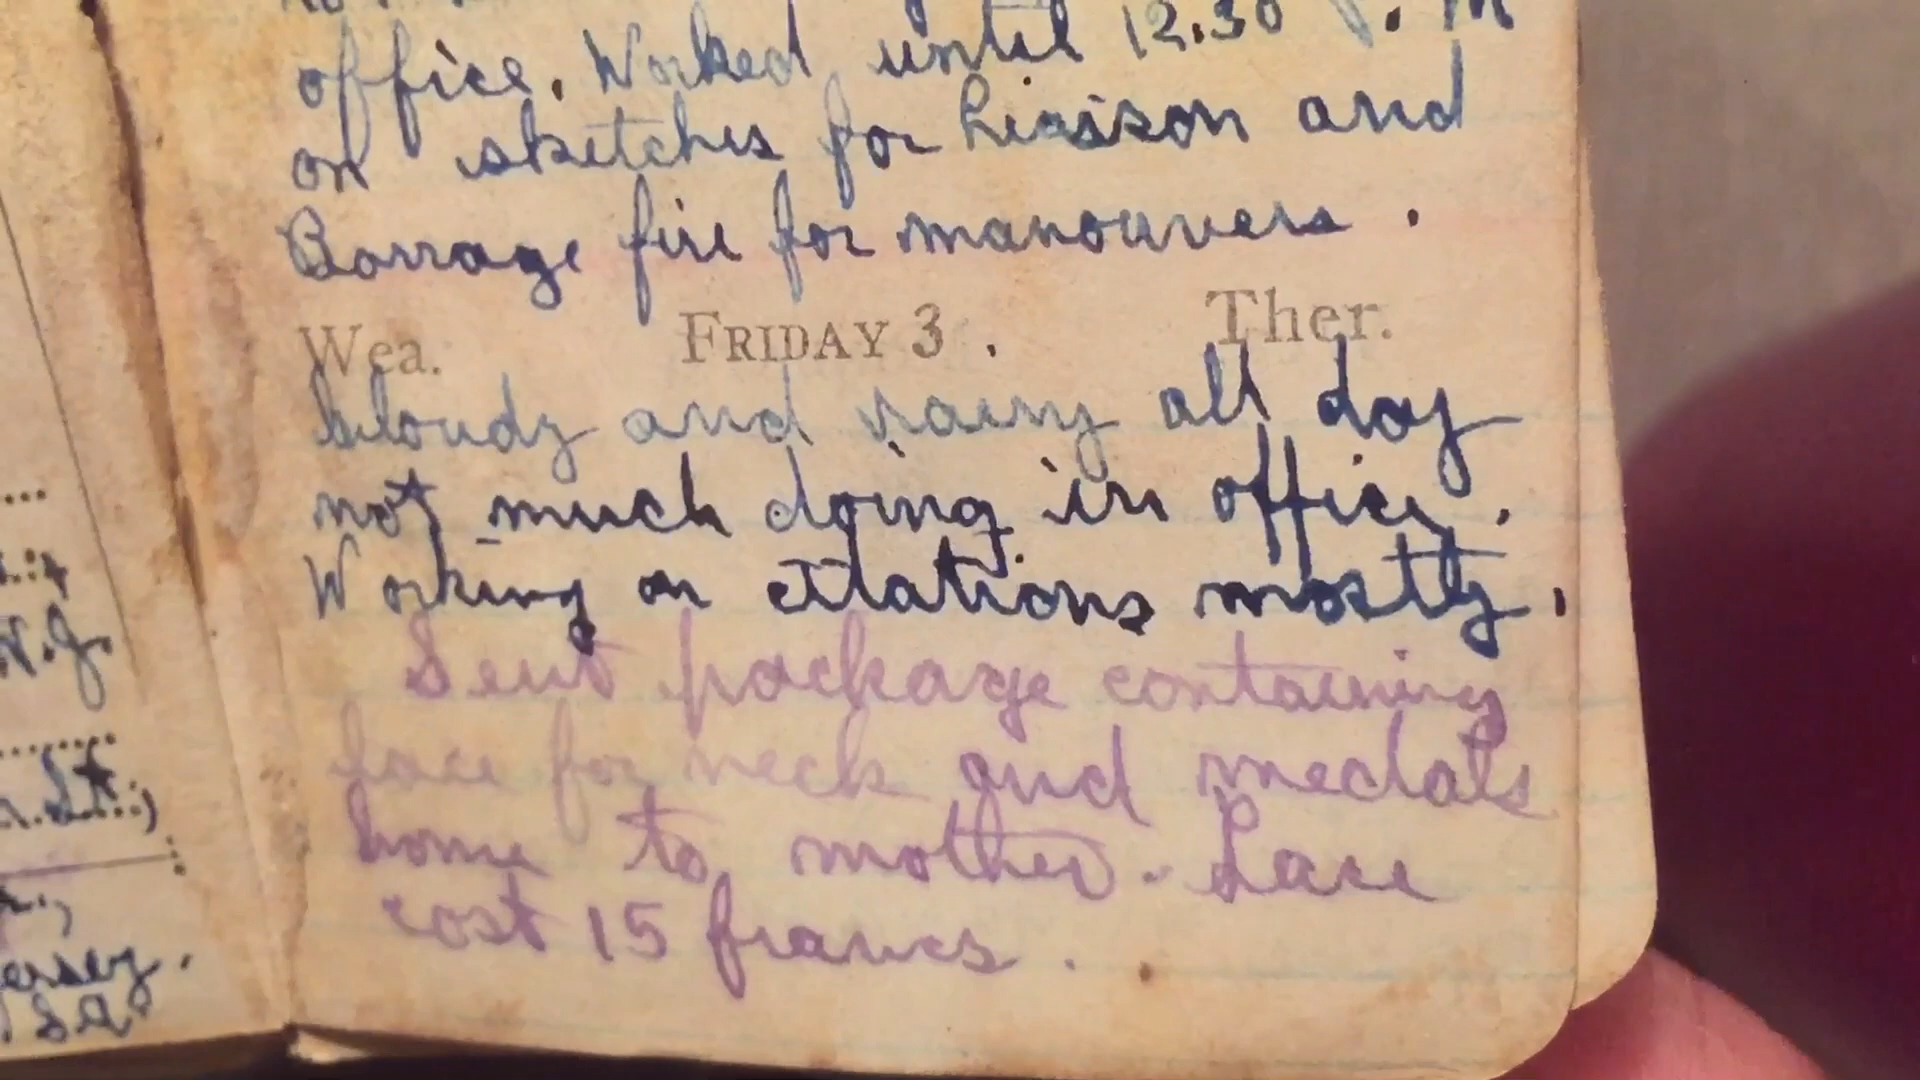 office. Worked until 12.30 P. M
on sketches for Liaison and
Barrage fire for manouvers.
Wea. FRIDAY 3. Ther.
Cloudy and rainy all day
not much doing in office.
Working on citations mostly.
Sent package containing
lace for neck and medals
home to mother. Lace
cost 15 francs.
N.J.